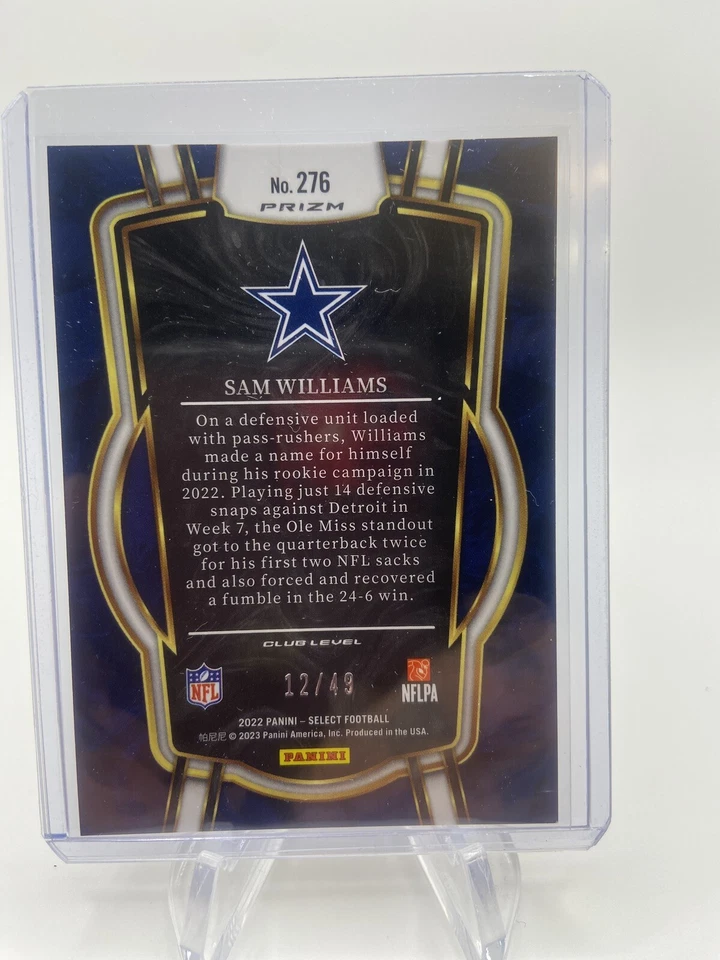 No. 276
PRIZM
SAM WILLIAMS
On a defensive unit loaded
with pass-rushers, Williams
made a name for himself
during his rookie campaign in
2022. Playing just 14 defensive
snaps against Detroit in
Week 7, the Ole Miss standout
got to the quarterback twice
for his first two NFL sacks
and also forced and recovered
a fumble in the 24-6 win.
CLUB LEVEL
NFL
12/49
NFLPA
2022 PANINI – SELECT FOOTBALL
帕尼尼 © 2023 Panini America, Inc. Produced in the USA.
PANINI